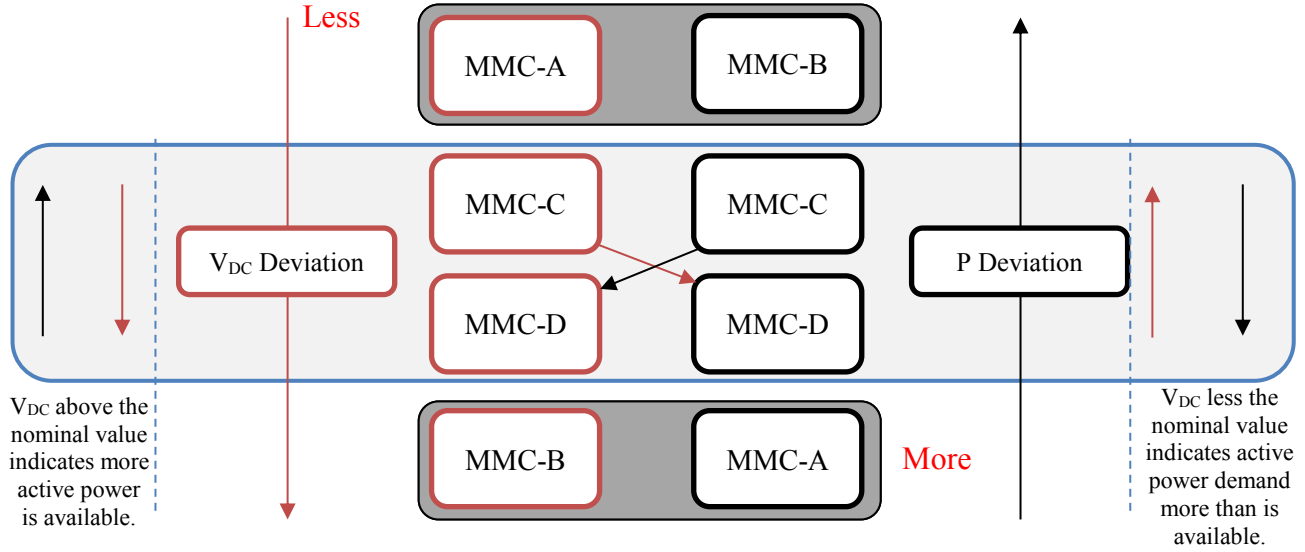 Less
MMC-A
MMC-B
MMC-C
MMC-C
VDC Deviation
P Deviation
MMC-D
MMC-D
VDC above the
nominal value
indicates more
active power
is available.
MMC-B
MMC-A
More
VDC less the
nominal value
indicates active
power demand
more than is
available.